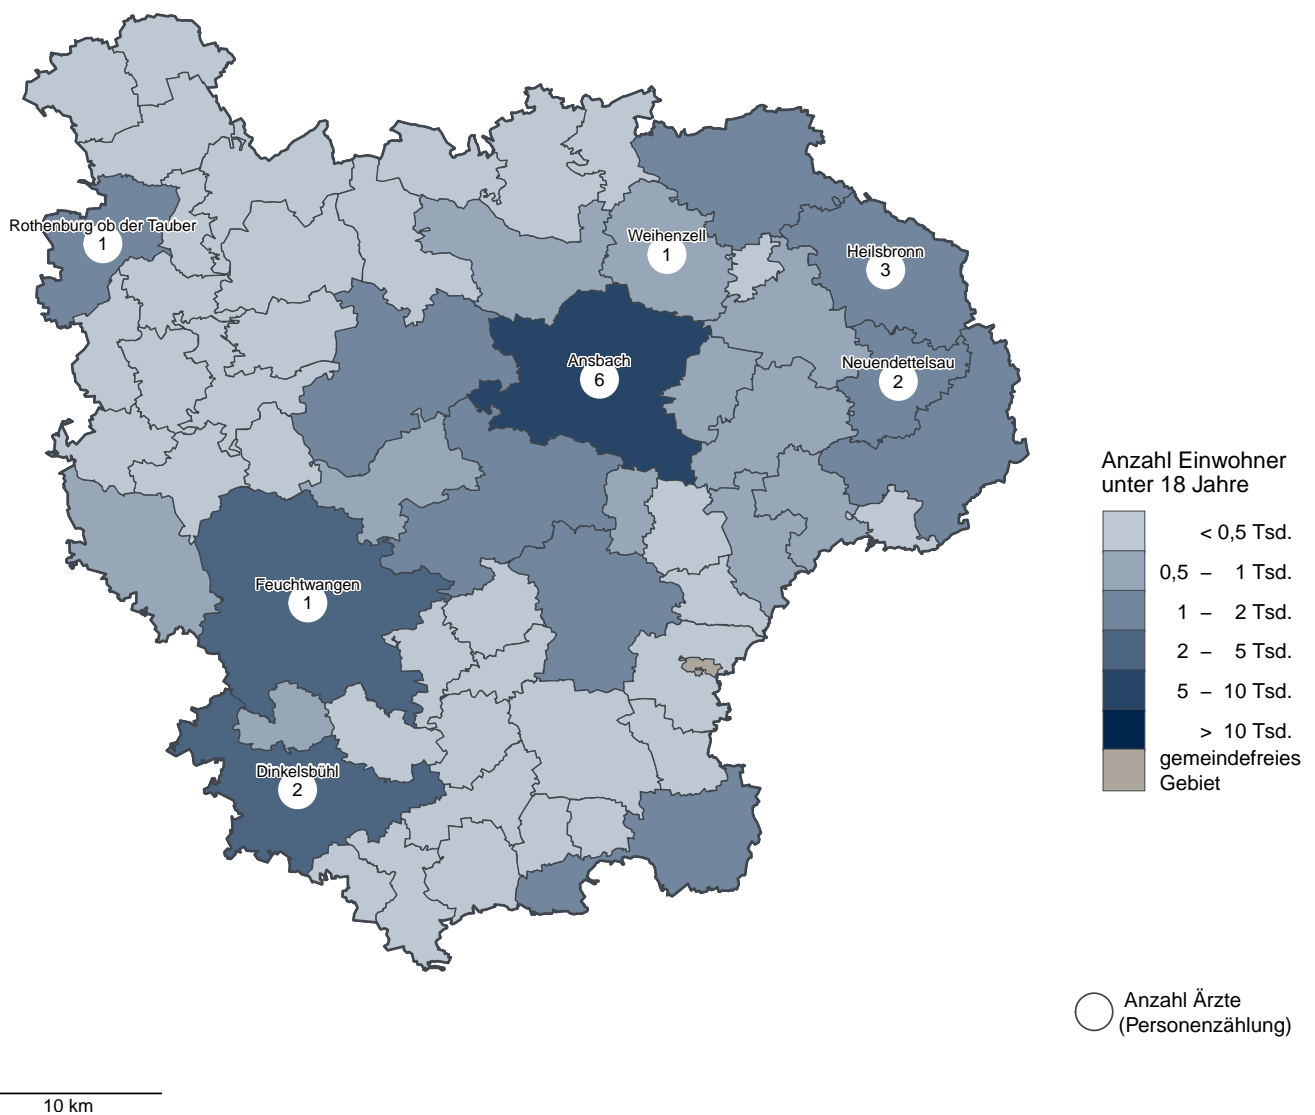 Rothenburg ob der Tauber
1
Weihenzell
1
Heilsbronn
3
Ansbach
6
Neuendettelsau
2
Feuchtwangen
1
Dinkelsbühl
2
Anzahl Einwohner
unter 18 Jahre
< 0,5 Tsd.
0,5 – 1 Tsd.
1 – 2 Tsd.
2 – 5 Tsd.
5 – 10 Tsd.
> 10 Tsd.
gemeindefreies
Gebiet
Anzahl Ärzte
(Personenzählung)
10 km